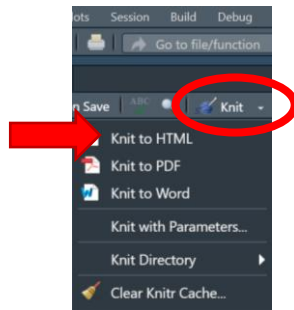 ots Session Build Debug
Go to file/function
n Save ABC Knit
Knit to HTML
Knit to PDF
Knit to Word
Knit with Parameters...
Knit Directory
Clear Knitr Cache...